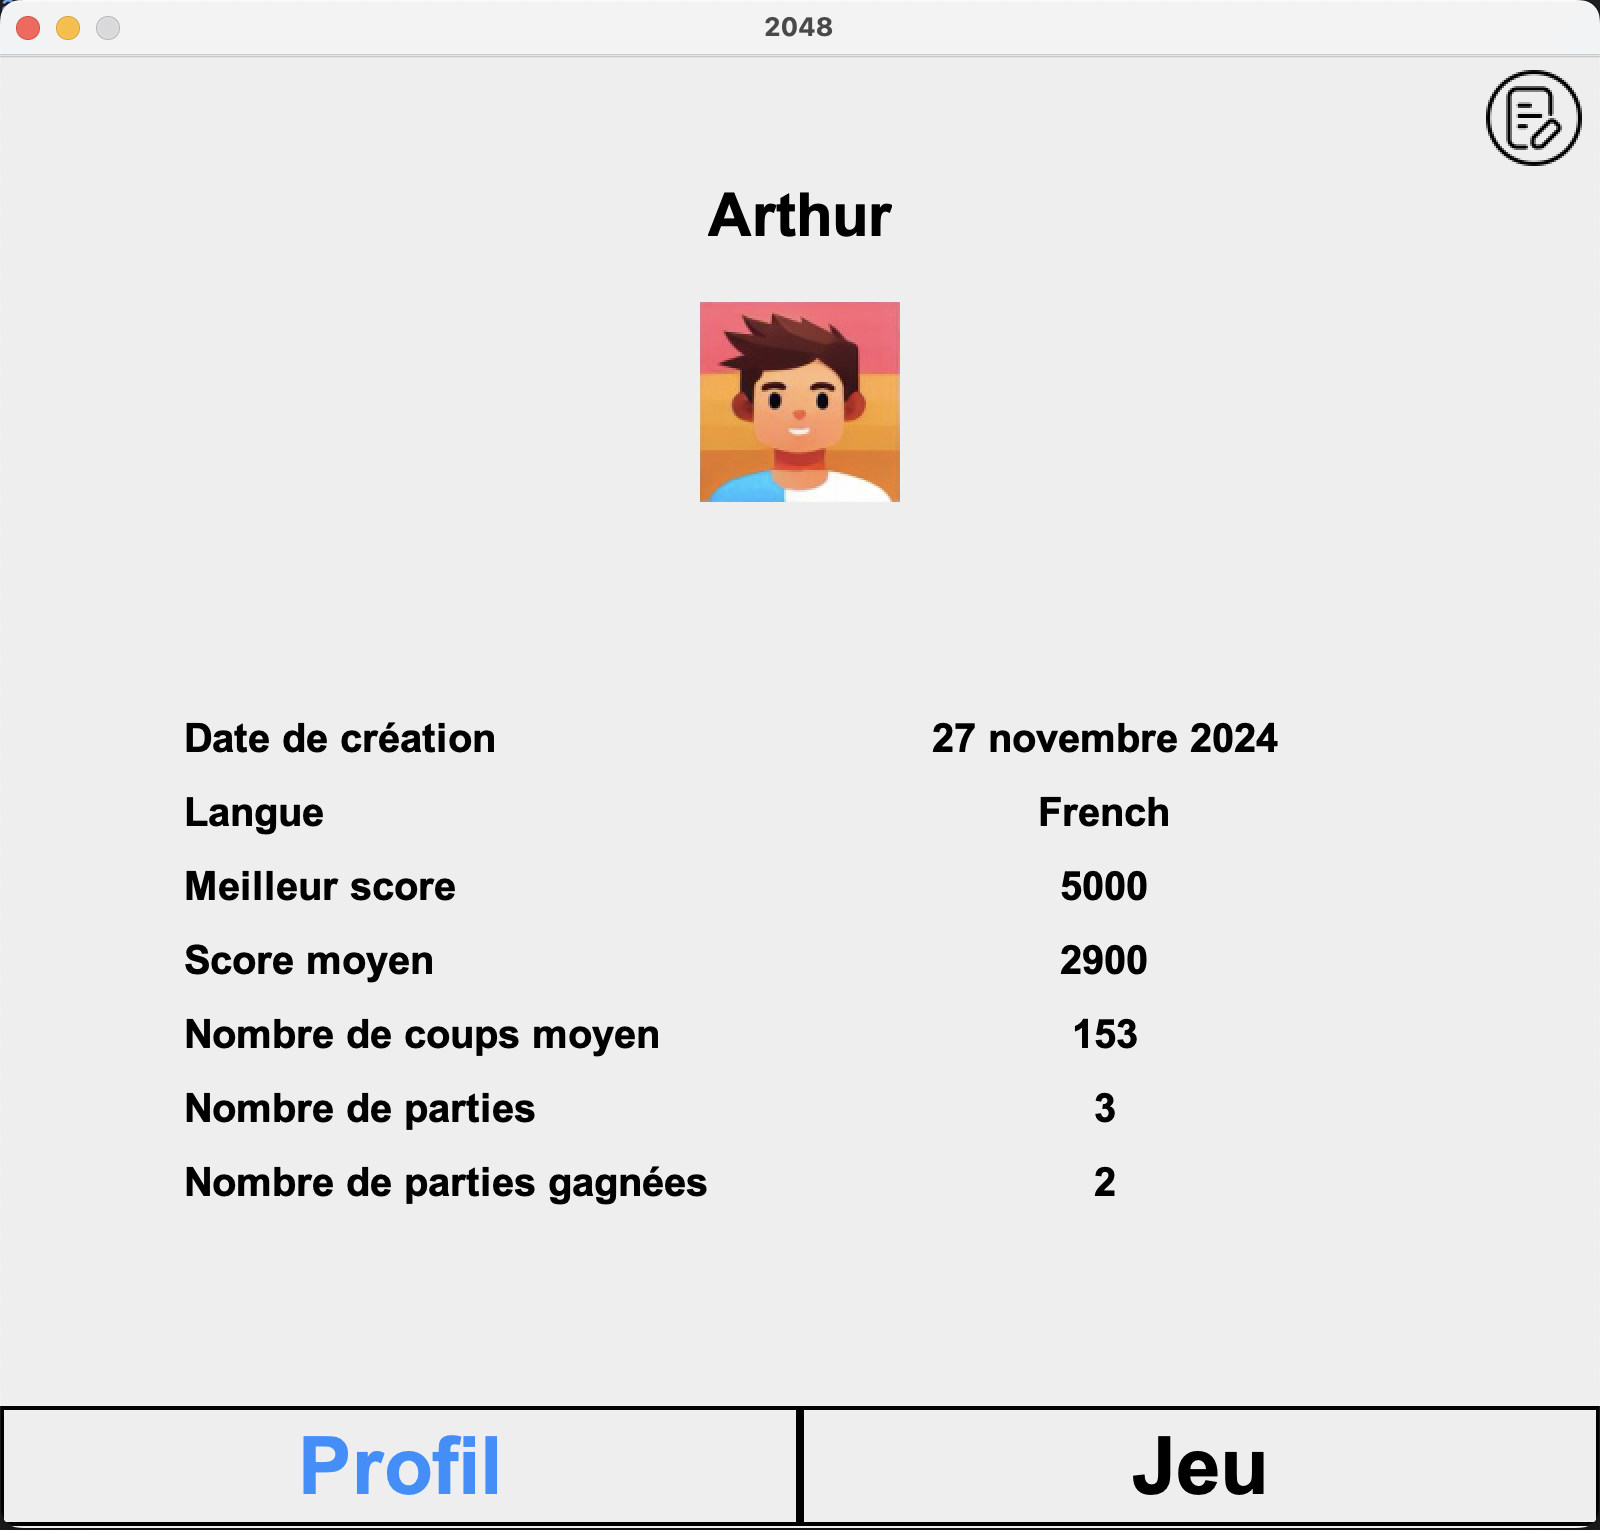 2048
Arthur
Date de création 27 novembre 2024
Langue French
Meilleur score 5000
Score moyen 2900
Nombre de coups moyen 153
Nombre de parties 3
Nombre de parties gagnées 2
Profil Jeu